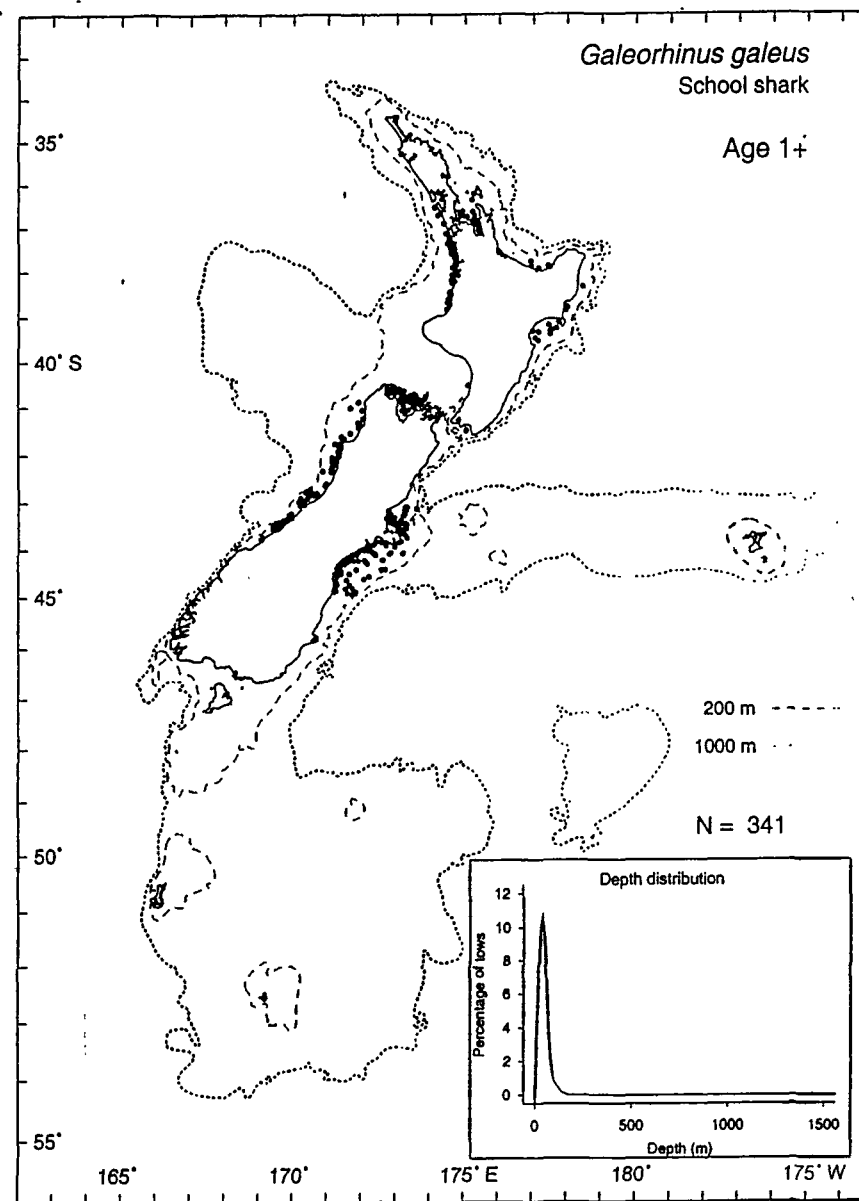 Galeorhinus galeus
School shark
Age 1+
35°
40° S
45°
200 m
1000 m
N = 341
50°
Depth distribution
12
10
8
6
4
2
0
Percentage of tows
0 500 1000 1500
Depth (m)
55°
165° 170° 175° E 180° 175° W